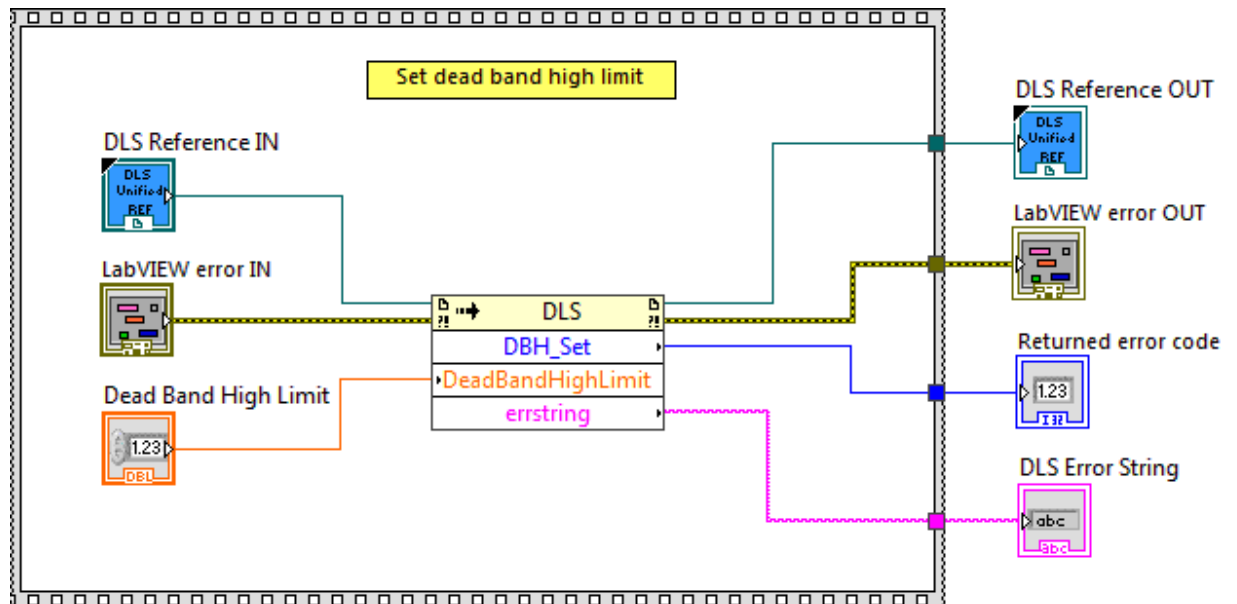 Set dead band high limit
DLS Reference IN
DLS
Unified
REF
LabVIEW error IN
Dead Band High Limit
1.23
DBL
?!
DLS
?!
DBH_Set
DeadBandHighLimit
errstring
DLS Reference OUT
DLS
Unified
REF
LabVIEW error OUT
Returned error code
1.23
I32
DLS Error String
abc
abc